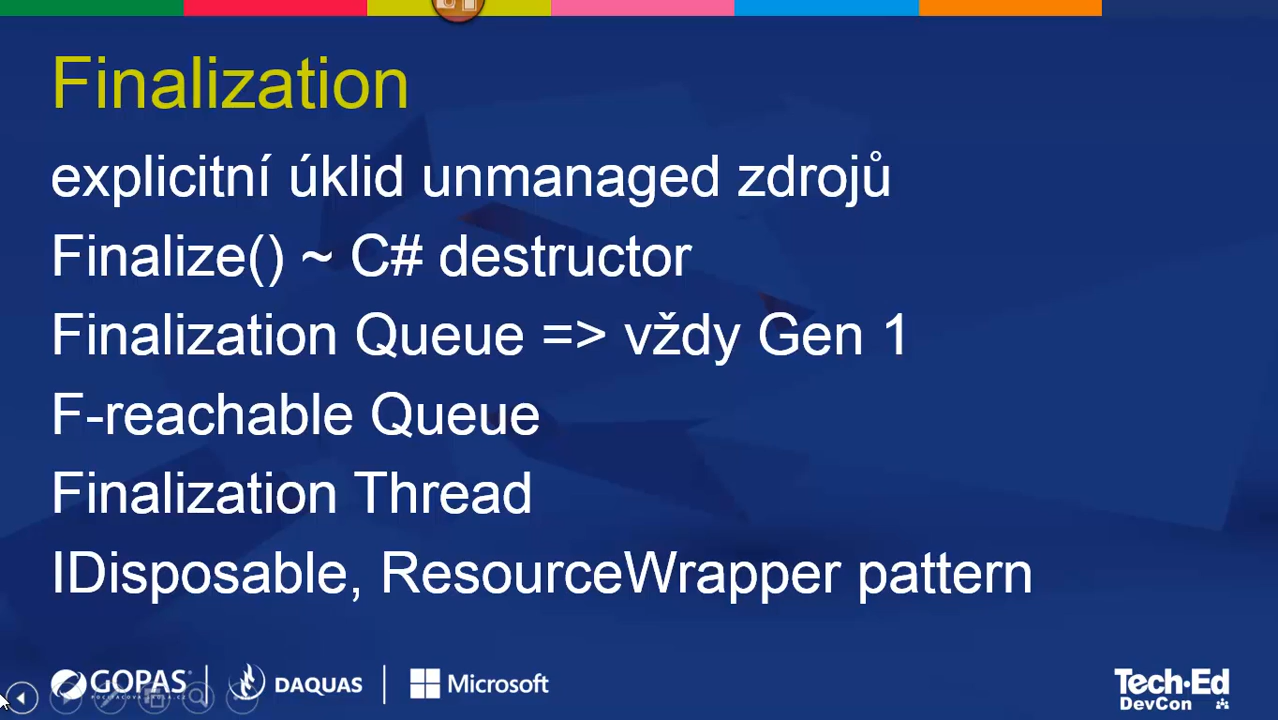 Finalization
explicitní úklid unmanaged zdrojů
Finalize() ~ C# destructor
Finalization Queue => vždy Gen 1
F-reachable Queue
Finalization Thread
IDisposable, ResourceWrapper pattern
GOPAS DAQUAS Microsoft
Tech·Ed
DevCon